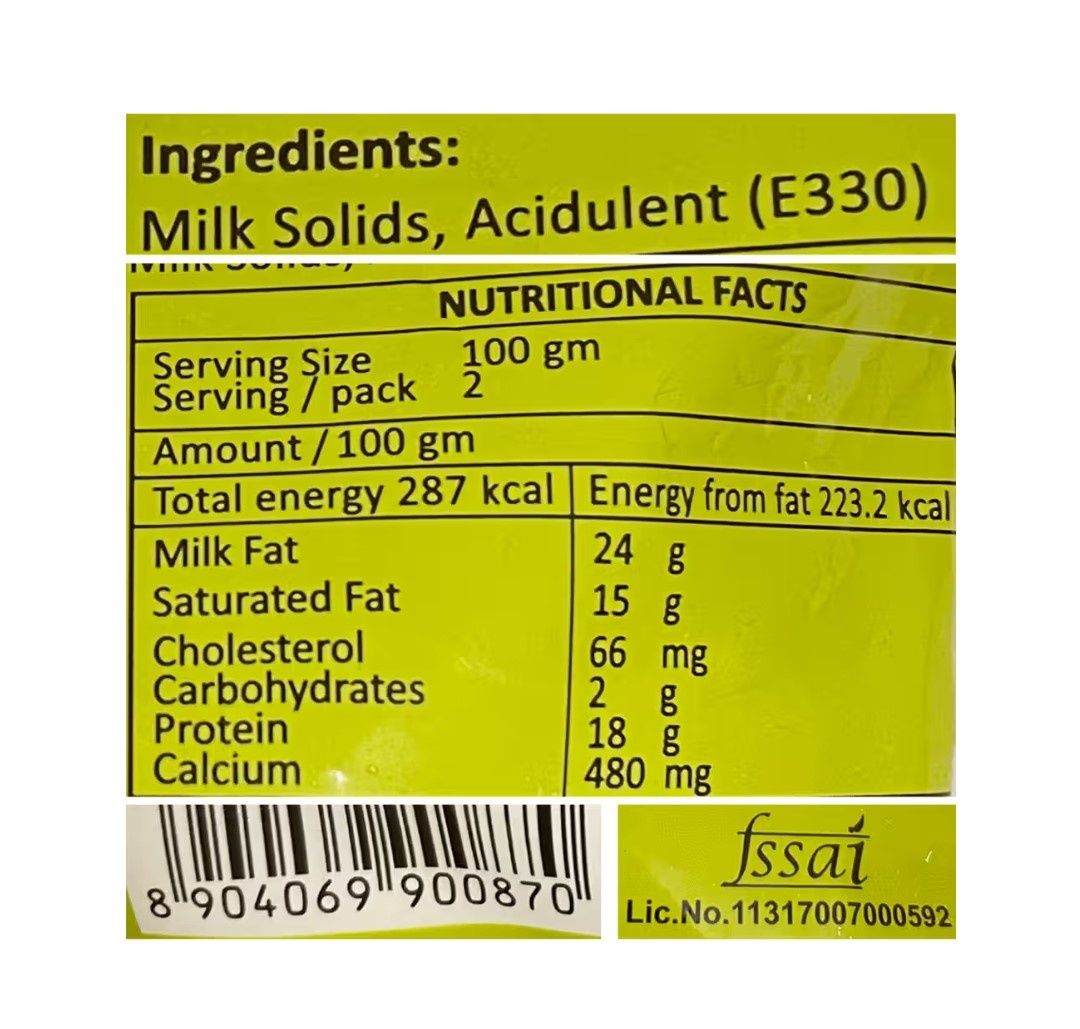 Ingredients:
Milk Solids, Acidulent (E330)
NUTRITIONAL FACTS
Serving Size 100 gm
Serving / pack 2
Amount / 100 gm
Total energy 287 kcal Energy from fat 223.2 kcal
Milk Fat 24 g
Saturated Fat 15 g
Cholesterol 66 mg
Carbohydrates 2 g
Protein 18 g
Calcium 480 mg
8 904069 900870
fssai
Lic.No.11317007000592